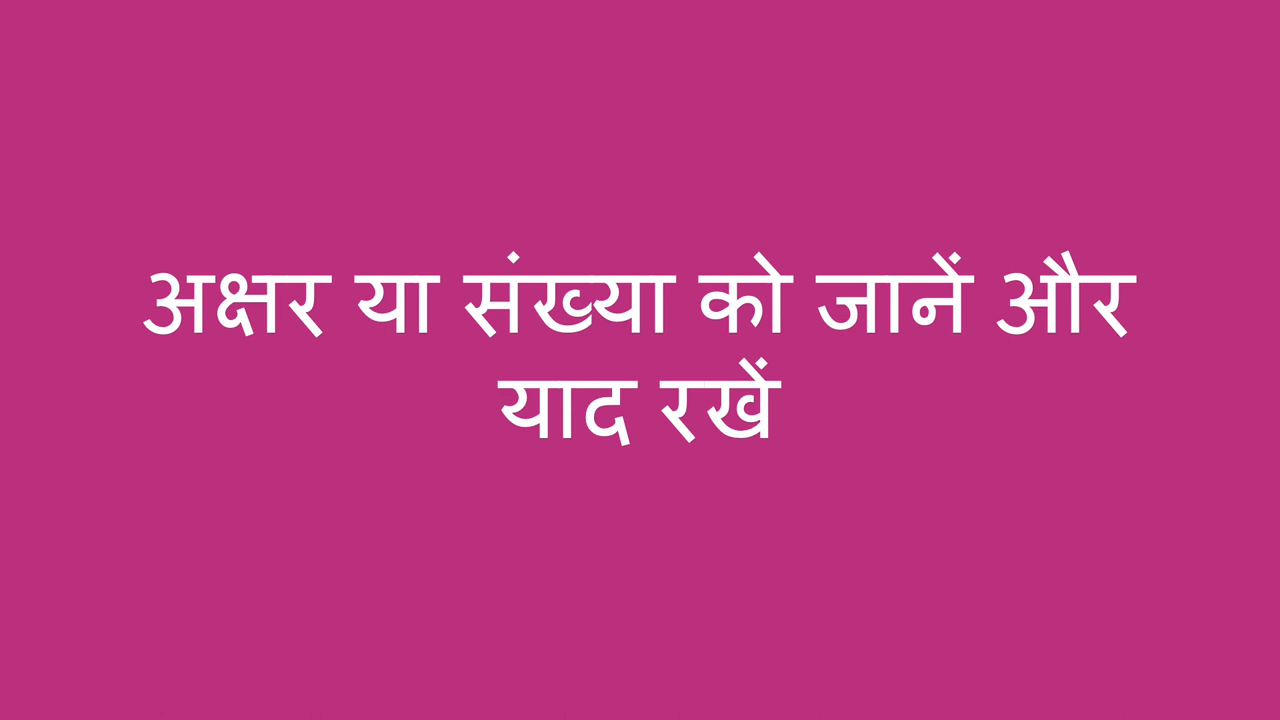 अक्षर या संख्या को जानें और
याद रखें